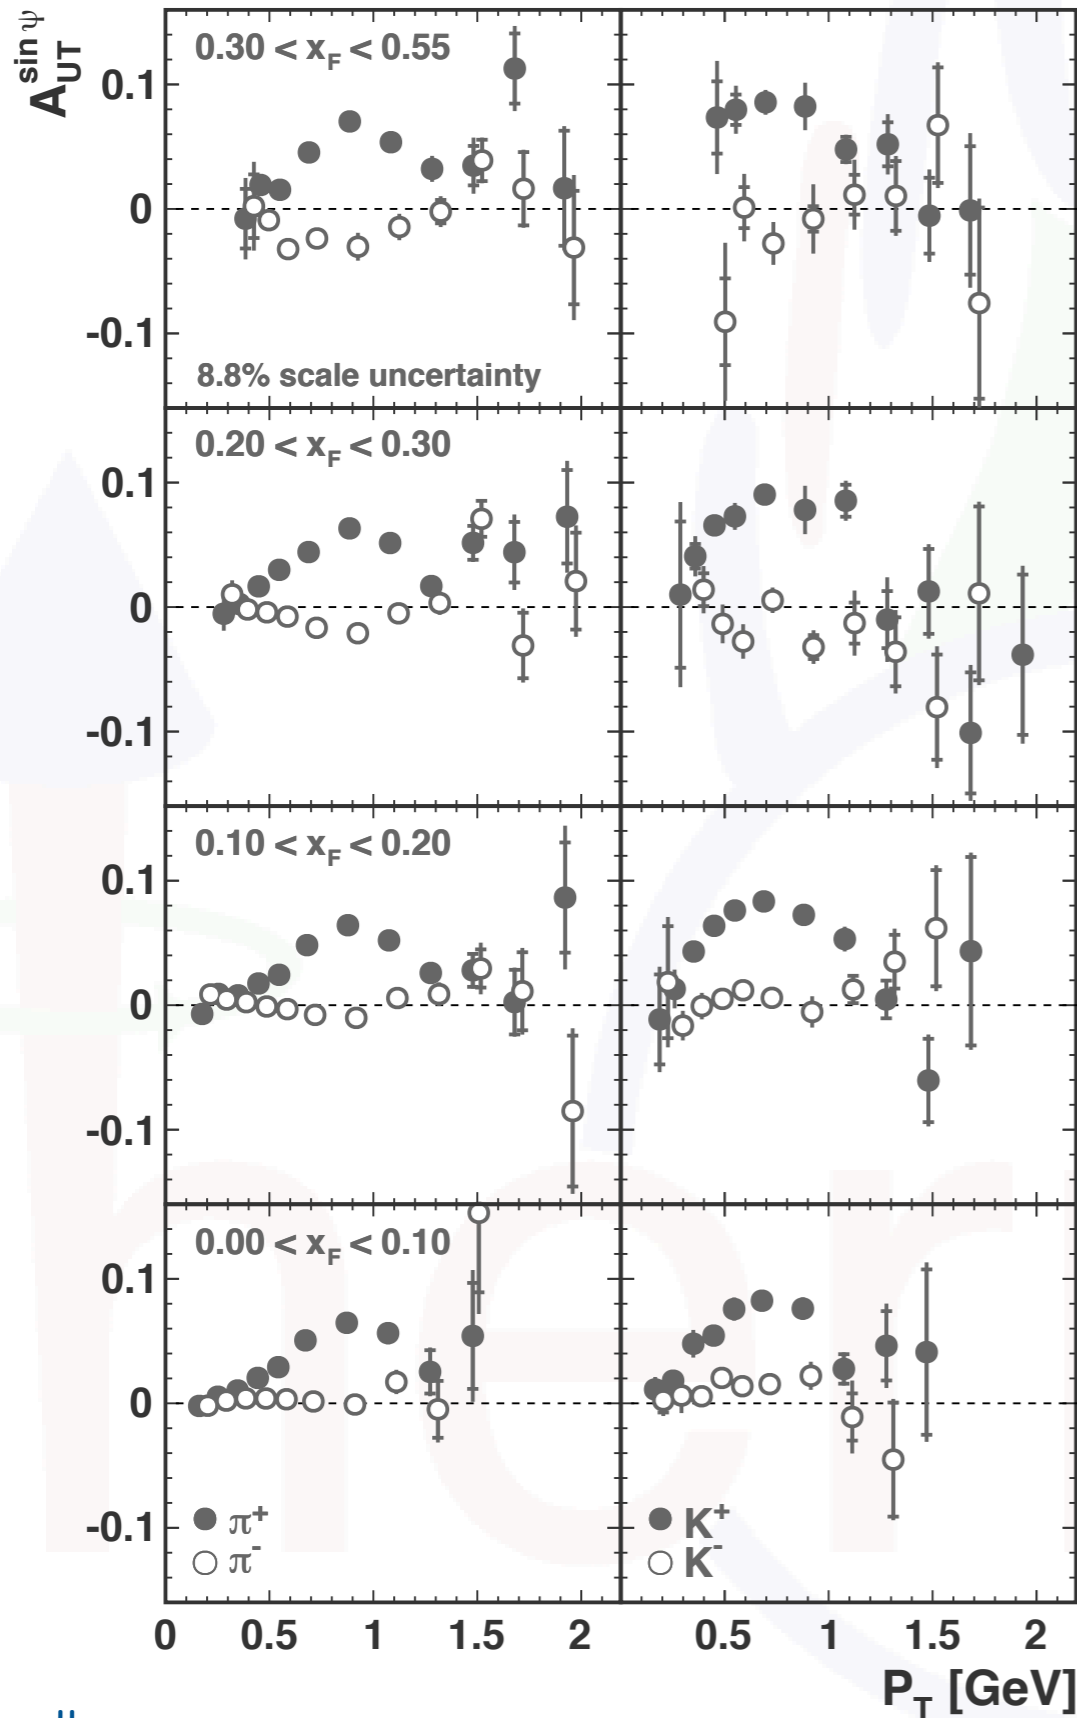 A_UT^sin ψ
0.30 < x_F < 0.55
0.1
0
-0.1
8.8% scale uncertainty
0.20 < x_F < 0.30
0.1
0
-0.1
0.10 < x_F < 0.20
0.1
0
-0.1
0.00 < x_F < 0.10
0.1
0
-0.1
π+ K+
π- K-
0 0.5 1 1.5 2 0.5 1 1.5 2
P_T [GeV]